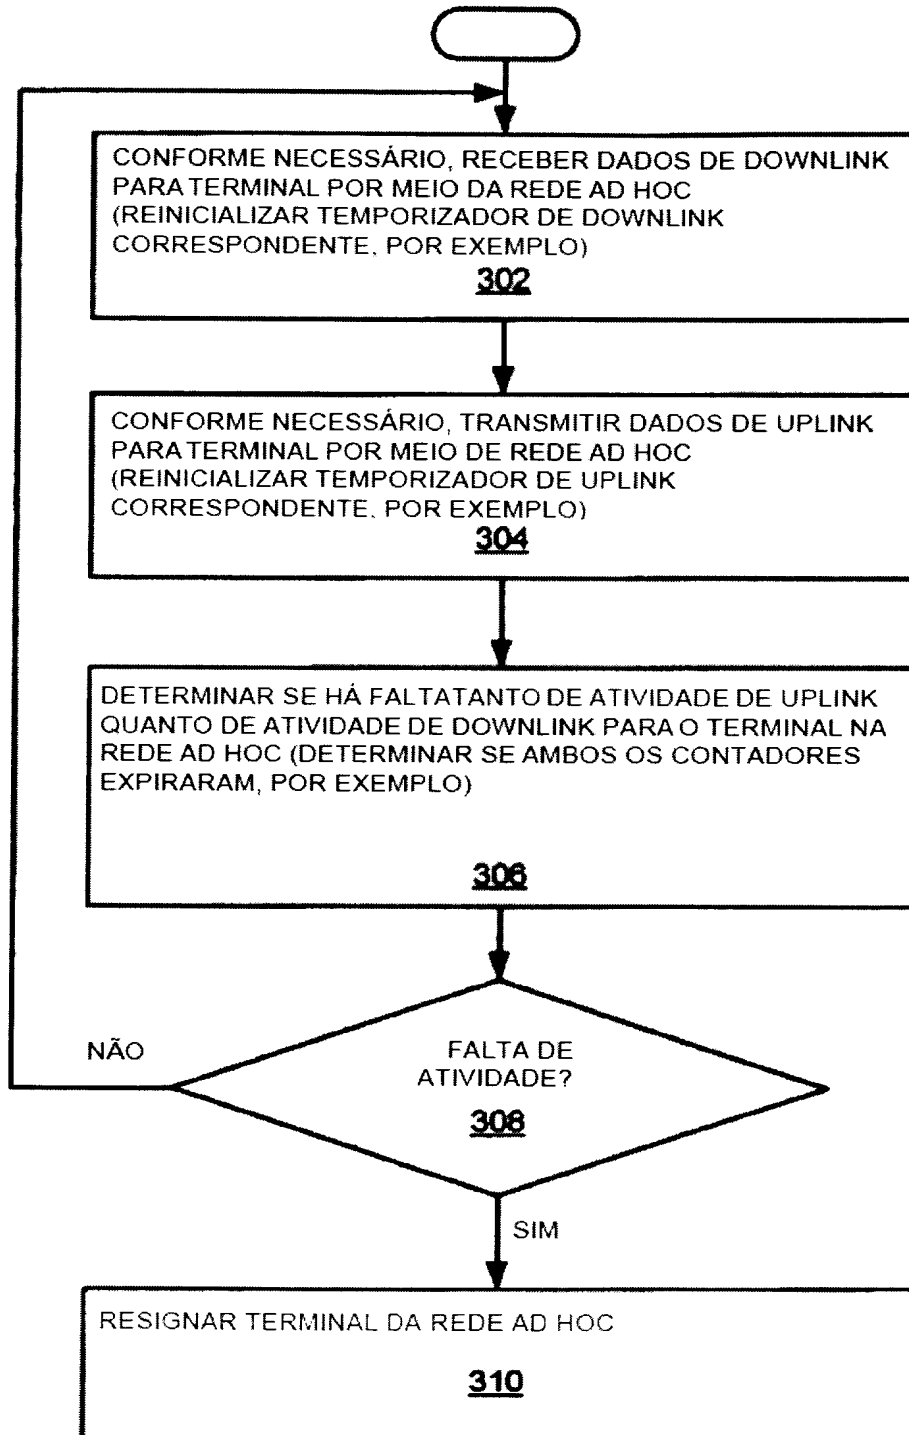 CONFORME NECESSÁRIO, RECEBER DADOS DE DOWNLINK
PARA TERMINAL POR MEIO DA REDE AD HOC
(REINICIALIZAR TEMPORIZADOR DE DOWNLINK
CORRESPONDENTE, POR EXEMPLO)
302
CONFORME NECESSÁRIO, TRANSMITIR DADOS DE UPLINK
PARA TERMINAL POR MEIO DE REDE AD HOC
(REINICIALIZAR TEMPORIZADOR DE UPLINK
CORRESPONDENTE, POR EXEMPLO)
304
DETERMINAR SE HÁ FALTATANTO DE ATIVIDADE DE UPLINK
QUANTO DE ATIVIDADE DE DOWNLINK PARA O TERMINAL NA
REDE AD HOC (DETERMINAR SE AMBOS OS CONTADORES
EXPIRARAM, POR EXEMPLO)
306
NÃO
FALTA DE
ATIVIDADE?
308
SIM
RESIGNAR TERMINAL DA REDE AD HOC
310